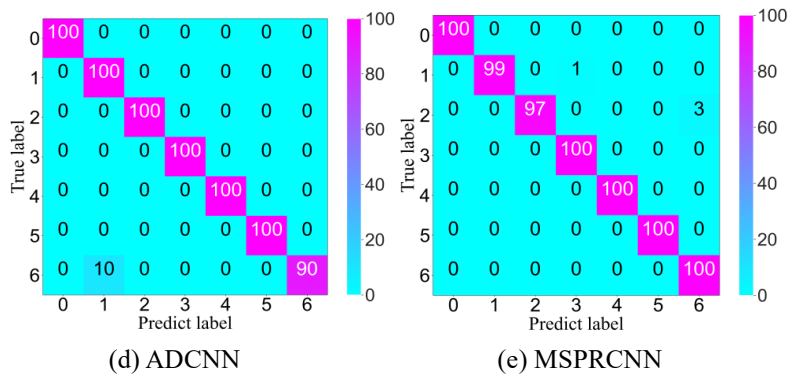 0 100 0 0 0 0 0 0
1 0 100 0 0 0 0 0
2 0 0 100 0 0 0 0
3 0 0 0 100 0 0 0
4 0 0 0 0 100 0 0
5 0 0 0 0 0 100 0
6 0 10 0 0 0 0 90
0 1 2 3 4 5 6
True label
Predict label
100
80
60
40
20
0
(d) ADCNN
0 100 0 0 0 0 0 0
1 0 99 0 1 0 0 0
2 0 0 97 0 0 0 3
3 0 0 0 100 0 0 0
4 0 0 0 0 100 0 0
5 0 0 0 0 0 100 0
6 0 0 0 0 0 0 100
0 1 2 3 4 5 6
True label
Predict label
100
80
60
40
20
0
(e) MSPRCNN